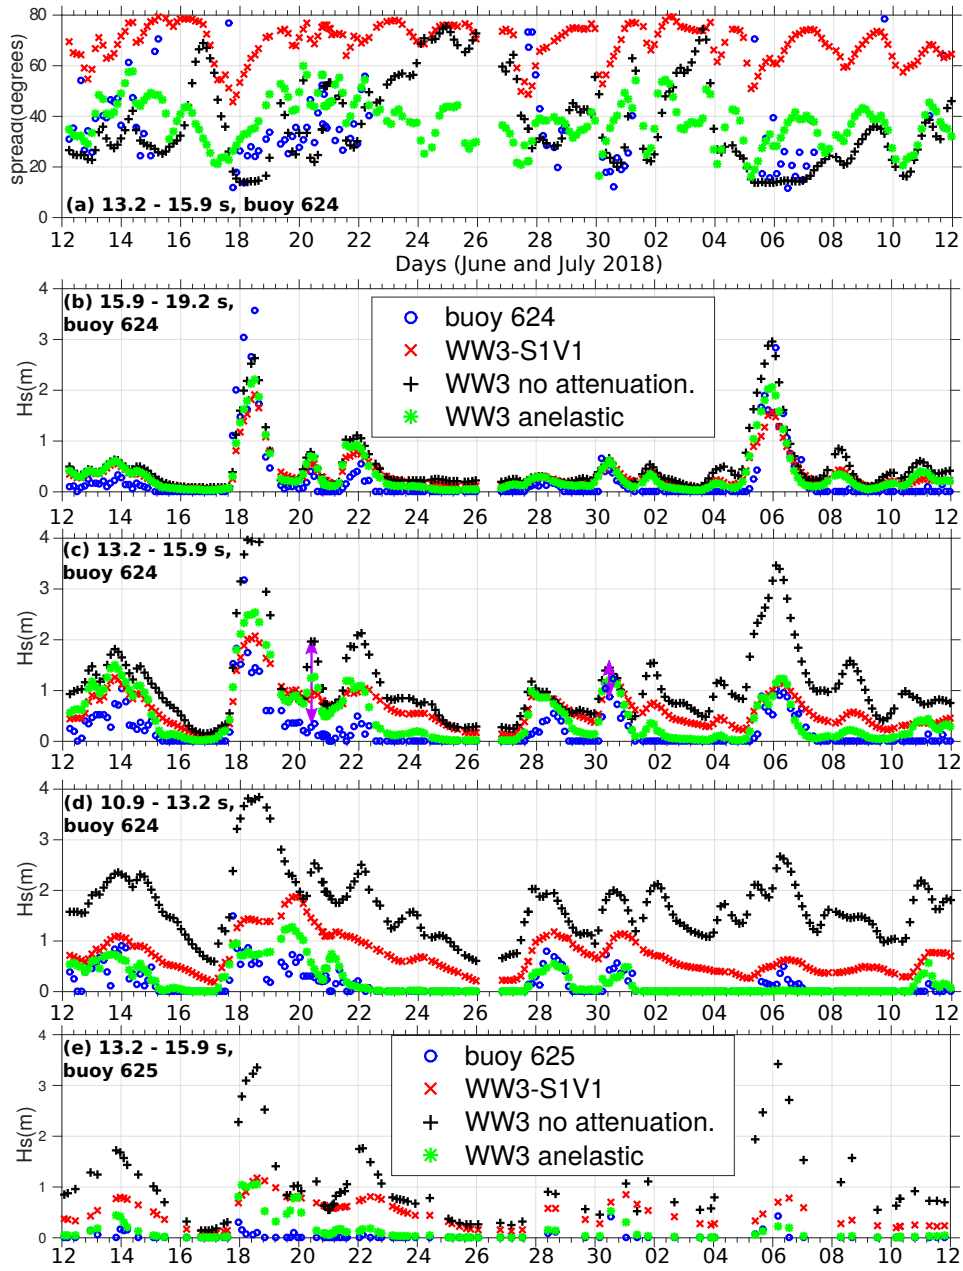 80
60
40
20
0
spread(degrees)
(a) 13.2 - 15.9 s, buoy 624
12 14 16 18 20 22 24 26 28 30 02 04 06 08 10 12
Days (June and July 2018)
4
3
2
1
0
Hs(m)
(b) 15.9 - 19.2 s,
buoy 624
buoy 624
WW3-S1V1
WW3 no attenuation.
WW3 anelastic
12 14 16 18 20 22 24 26 28 30 02 04 06 08 10 12
4
3
2
1
0
Hs(m)
(c) 13.2 - 15.9 s,
buoy 624
12 14 16 18 20 22 24 26 28 30 02 04 06 08 10 12
4
3
2
1
0
Hs(m)
(d) 10.9 - 13.2 s,
buoy 624
12 14 16 18 20 22 24 26 28 30 02 04 06 08 10 12
4
3
2
1
0
Hs(m)
(e) 13.2 - 15.9 s,
buoy 625
buoy 625
WW3-S1V1
WW3 no attenuation.
WW3 anelastic
12 14 16 18 20 22 24 26 28 30 02 04 06 08 10 12